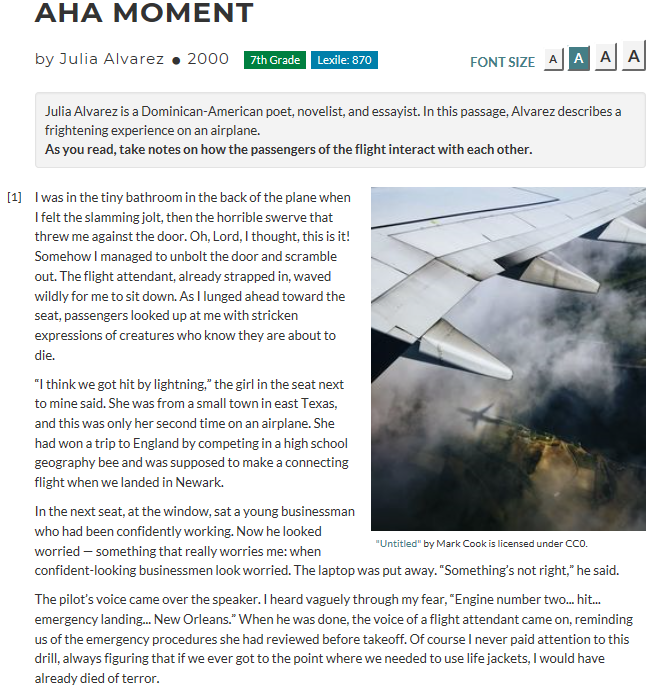 AHA MOMENT
by Julia Alvarez ● 2000 7th Grade Lexile: 870 FONT SIZE A A A A
Julia Alvarez is a Dominican-American poet, novelist, and essayist. In this passage, Alvarez describes a
frightening experience on an airplane.
As you read, take notes on how the passengers of the flight interact with each other.
[1] I was in the tiny bathroom in the back of the plane when
I felt the slamming jolt, then the horrible swerve that
threw me against the door. Oh, Lord, I thought, this is it!
Somehow I managed to unbolt the door and scramble
out. The flight attendant, already strapped in, waved
wildly for me to sit down. As I lunged ahead toward the
seat, passengers looked up at me with stricken
expressions of creatures who know they are about to
die.
“I think we got hit by lightning,” the girl in the seat next
to mine said. She was from a small town in east Texas,
and this was only her second time on an airplane. She
had won a trip to England by competing in a high school
geography bee and was supposed to make a connecting
flight when we landed in Newark.
In the next seat, at the window, sat a young businessman
who had been confidently working. Now he looked
worried — something that really worries me: when
confident-looking businessmen look worried. The laptop was put away. “Something’s not right,” he said.
"Untitled" by Mark Cook is licensed under CC0.
The pilot’s voice came over the speaker. I heard vaguely through my fear, “Engine number two... hit...
emergency landing... New Orleans.” When he was done, the voice of a flight attendant came on, reminding
us of the emergency procedures she had reviewed before takeoff. Of course I never paid attention to this
drill, always figuring that if we ever got to the point where we needed to use life jackets, I would have
already died of terror.